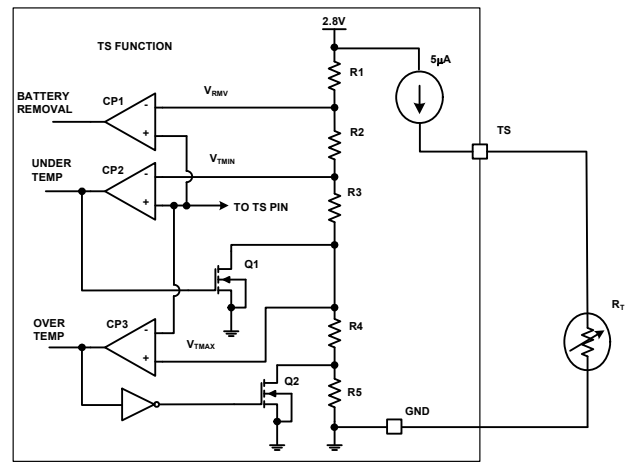 2.8V
TS FUNCTION
5µA
R1
BATTERY
REMOVAL
CP1
-
+
VRMV
R2
TS
UNDER
TEMP
CP2
-
+
VTMIN
R3
TO TS PIN
Q1
RT
OVER
TEMP
CP3
-
+
VTMAX
R4
Q2
R5
GND